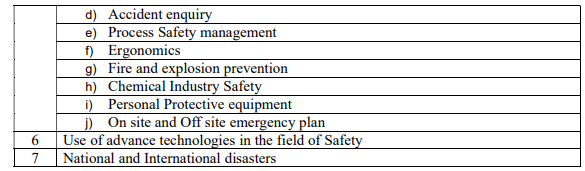 d) Accident enquiry
e) Process Safety management
f) Ergonomics
g) Fire and explosion prevention
h) Chemical Industry Safety
i) Personal Protective equipment
j) On site and Off site emergency plan
6 Use of advance technologies in the field of Safety
7 National and International disasters